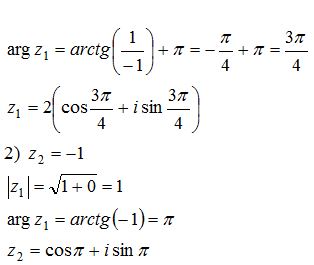 arg z₁ = arctg(1/−1) + π = −π/4 + π = 3π/4
z₁ = 2(cos 3π/4 + i sin 3π/4)
2) z₂ = −1
|z₁| = √(1+0) = 1
arg z₁ = arctg(−1) = π
z₂ = cos π + i sin π